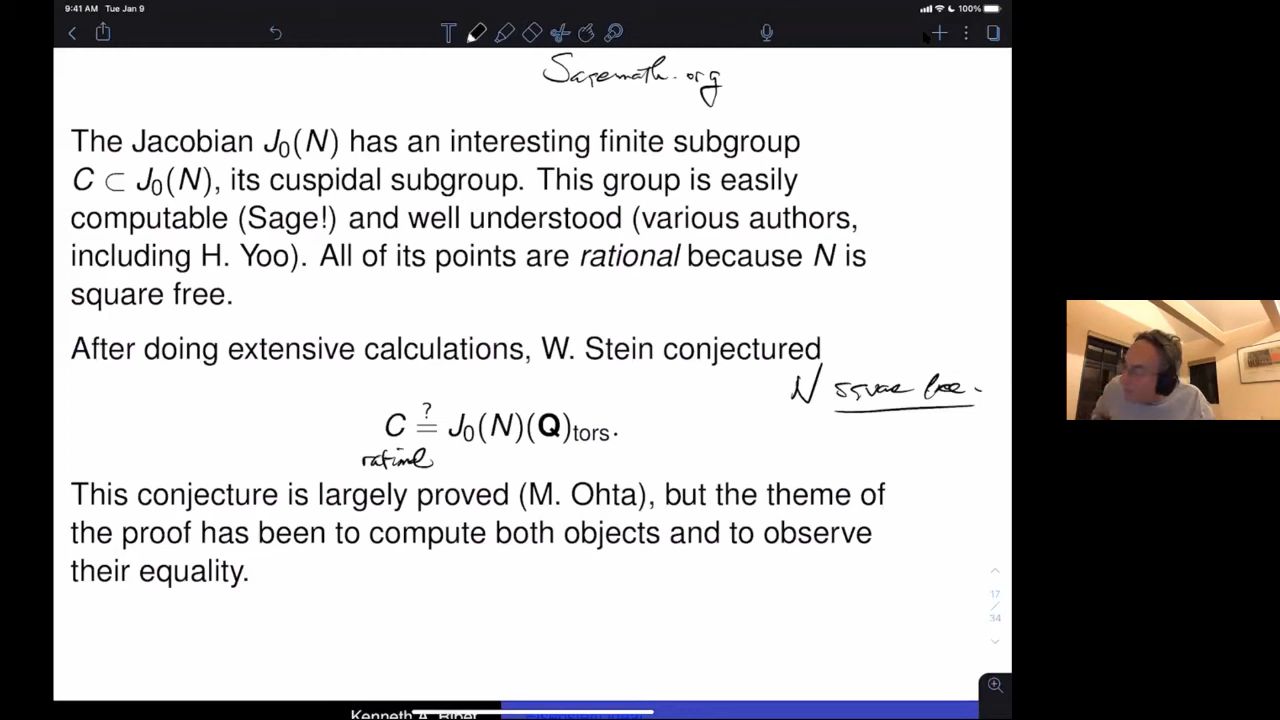 9:41 AM Tue Jan 9
100%
Sagemath.org
The Jacobian J₀(N) has an interesting finite subgroup
C ⊂ J₀(N), its cuspidal subgroup. This group is easily
computable (Sage!) and well understood (various authors,
including H. Yoo). All of its points are rational because N is
square free.
After doing extensive calculations, W. Stein conjectured
N square free.
C ≟ J₀(N)(Q)tors.
rational
This conjecture is largely proved (M. Ohta), but the theme of
the proof has been to compute both objects and to observe
their equality.
17
/
34
Kenneth A.